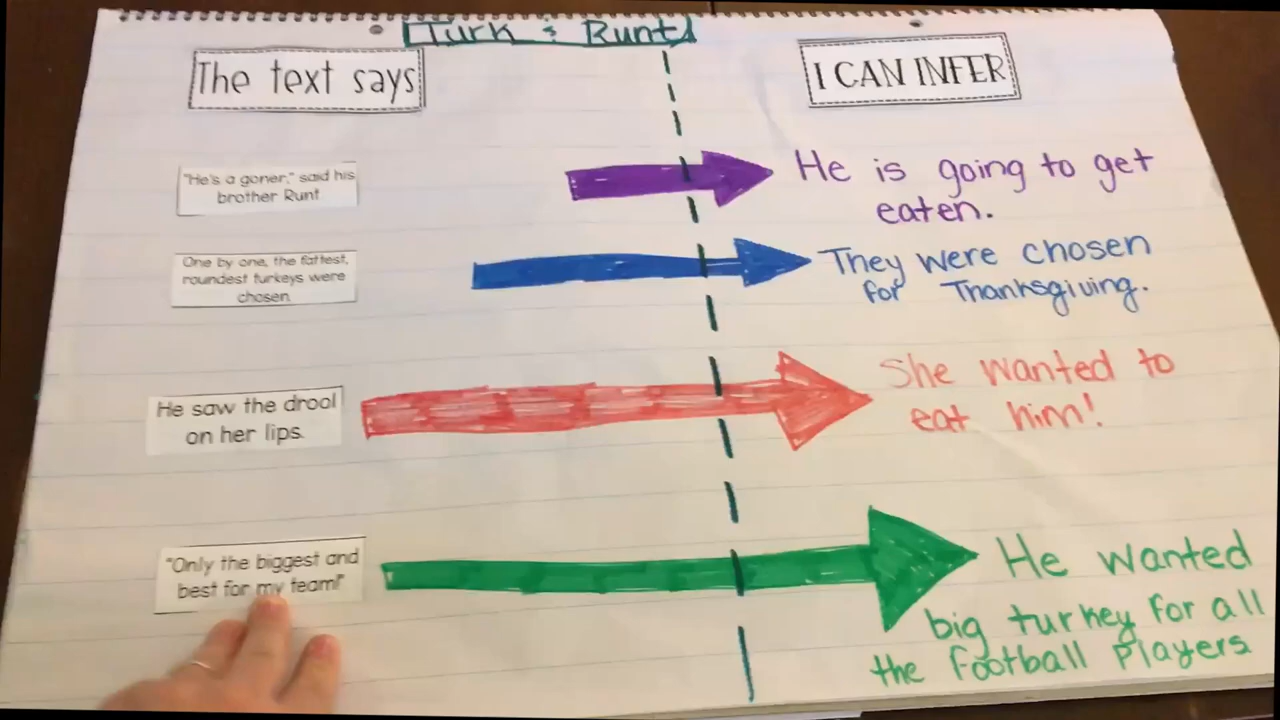 Turk : Runt
The text says
I CAN INFER
"He's a goner," said his
brother Runt
He is going to get
eaten.
One by one, the fattest,
roundest turkeys were
chosen.
They were chosen
for Thanksgiving.
He saw the drool
on her lips.
She wanted to
eat him!
"Only the biggest and
best for my team!"
He wanted
big turkey for all
the football Players